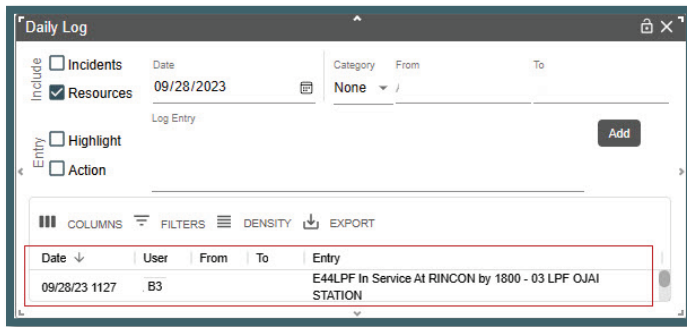 Daily Log
Include
Incidents
Resources
Date
09/28/2023
Category
None
From
/
To
Entry
Highlight
Action
Log Entry
Add
COLUMNS FILTERS DENSITY EXPORT
Date User From To Entry
09/28/23 1127 B3 E44LPF In Service At RINCON by 1800 - 03 LPF OJAI
STATION